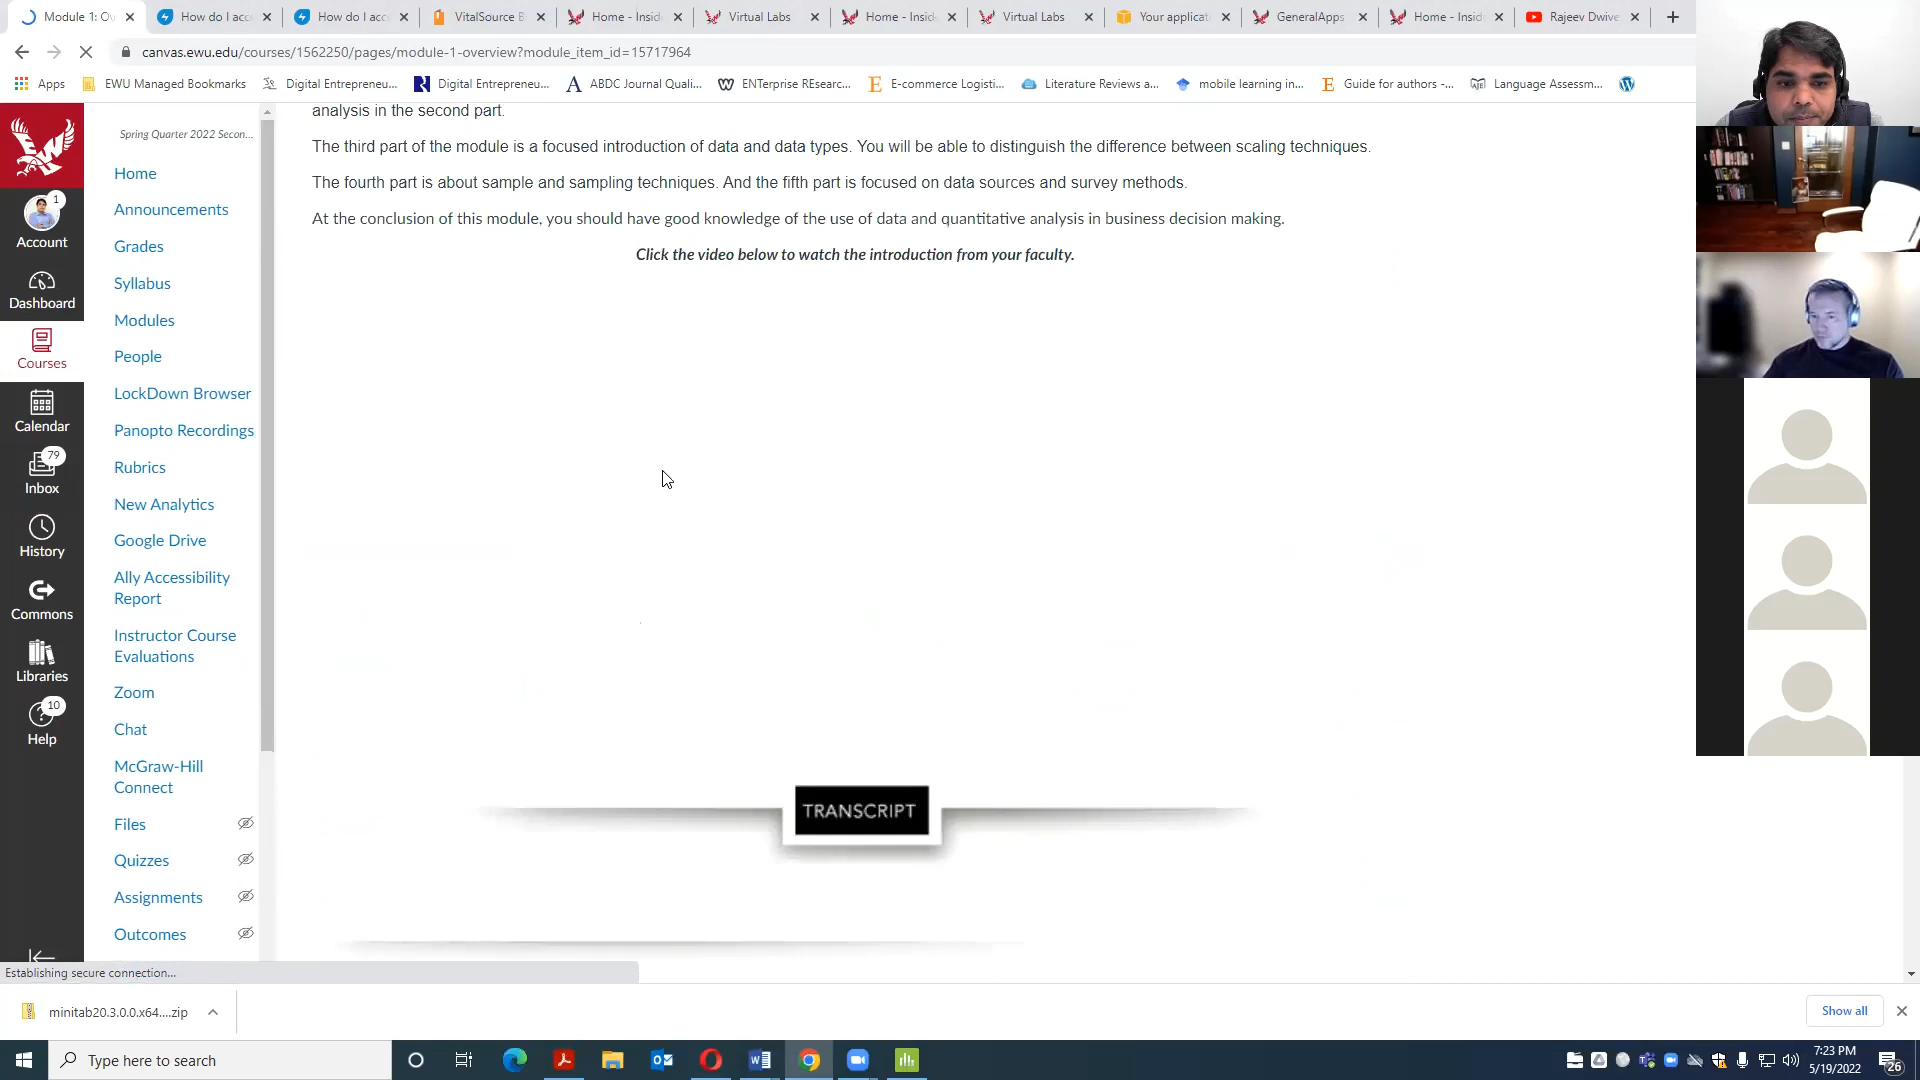 Module 1: Ov
How do I acc
How do I acc
VitalSource B
Home - Insid
Virtual Labs
Home - Insid
Virtual Labs
Your applicat
GeneralApps
Home - Insid
Rajeev Dwive
canvas.ewu.edu/courses/1562250/pages/module-1-overview?module_item_id=15717964
Apps
EWU Managed Bookmarks
Digital Entrepreneu...
Digital Entrepreneu...
ABDC Journal Quali...
ENTerprise REsearc...
E-commerce Logisti...
Literature Reviews a...
mobile learning in...
Guide for authors -...
Language Assessm...
Spring Quarter 2022 Secon...
Home
Announcements
Grades
Syllabus
Modules
People
LockDown Browser
Panopto Recordings
Rubrics
New Analytics
Google Drive
Ally Accessibility
Report
Instructor Course
Evaluations
Zoom
Chat
McGraw-Hill
Connect
Files
Quizzes
Assignments
Outcomes
1
Account
Dashboard
Courses
Calendar
79
Inbox
History
Commons
Libraries
10
Help
analysis in the second part.
The third part of the module is a focused introduction of data and data types. You will be able to distinguish the difference between scaling techniques.
The fourth part is about sample and sampling techniques. And the fifth part is focused on data sources and survey methods.
At the conclusion of this module, you should have good knowledge of the use of data and quantitative analysis in business decision making.
Click the video below to watch the introduction from your faculty.
TRANSCRIPT
Establishing secure connection...
minitab20.3.0.0.x64....zip
Show all
Type here to search
7:23 PM
5/19/2022
26